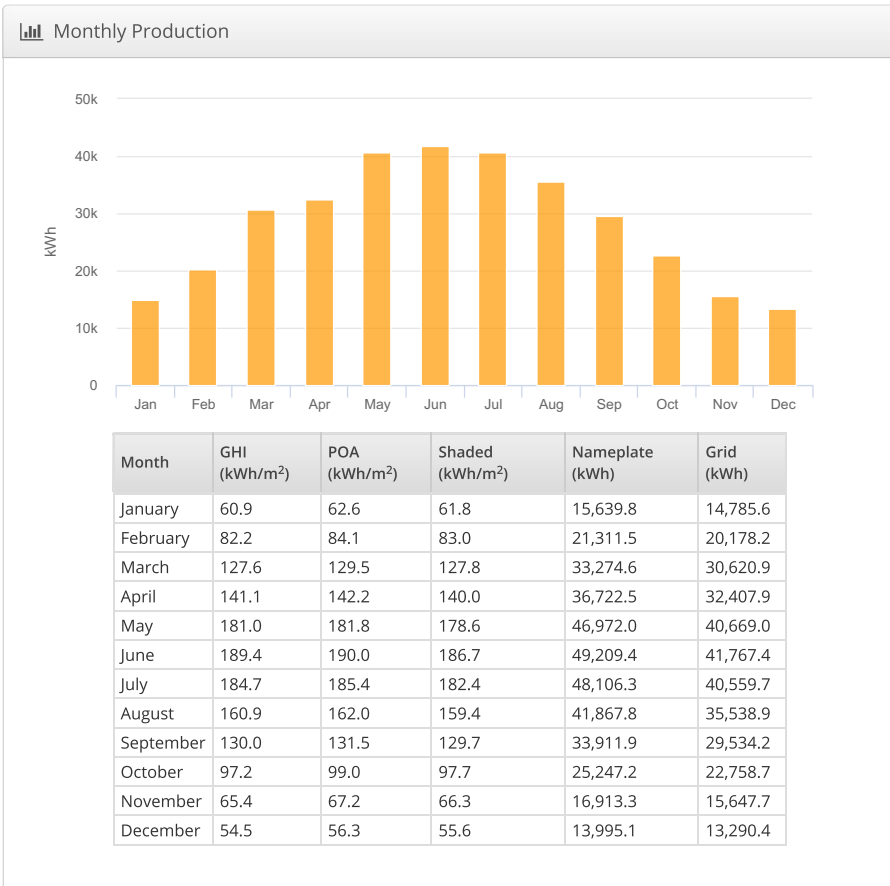 Monthly Production
50k
40k
30k
20k
10k
0
kWh
Jan Feb Mar Apr May Jun Jul Aug Sep Oct Nov Dec
Month GHI (kWh/m²) POA (kWh/m²) Shaded (kWh/m²) Nameplate (kWh) Grid (kWh)
January 60.9 62.6 61.8 15,639.8 14,785.6
February 82.2 84.1 83.0 21,311.5 20,178.2
March 127.6 129.5 127.8 33,274.6 30,620.9
April 141.1 142.2 140.0 36,722.5 32,407.9
May 181.0 181.8 178.6 46,972.0 40,669.0
June 189.4 190.0 186.7 49,209.4 41,767.4
July 184.7 185.4 182.4 48,106.3 40,559.7
August 160.9 162.0 159.4 41,867.8 35,538.9
September 130.0 131.5 129.7 33,911.9 29,534.2
October 97.2 99.0 97.7 25,247.2 22,758.7
November 65.4 67.2 66.3 16,913.3 15,647.7
December 54.5 56.3 55.6 13,995.1 13,290.4